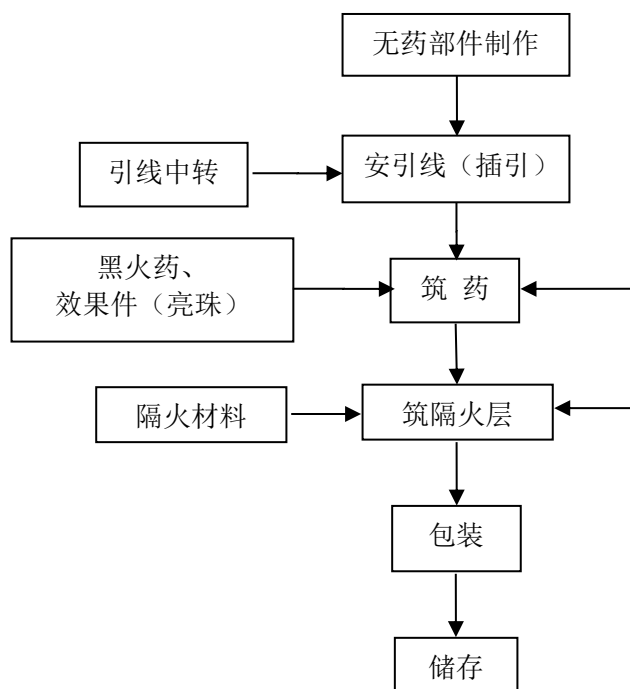 无药部件制作
引线中转
安引线（插引）
黑火药、
效果件（亮珠）
筑 药
隔火材料
筑隔火层
包装
储存